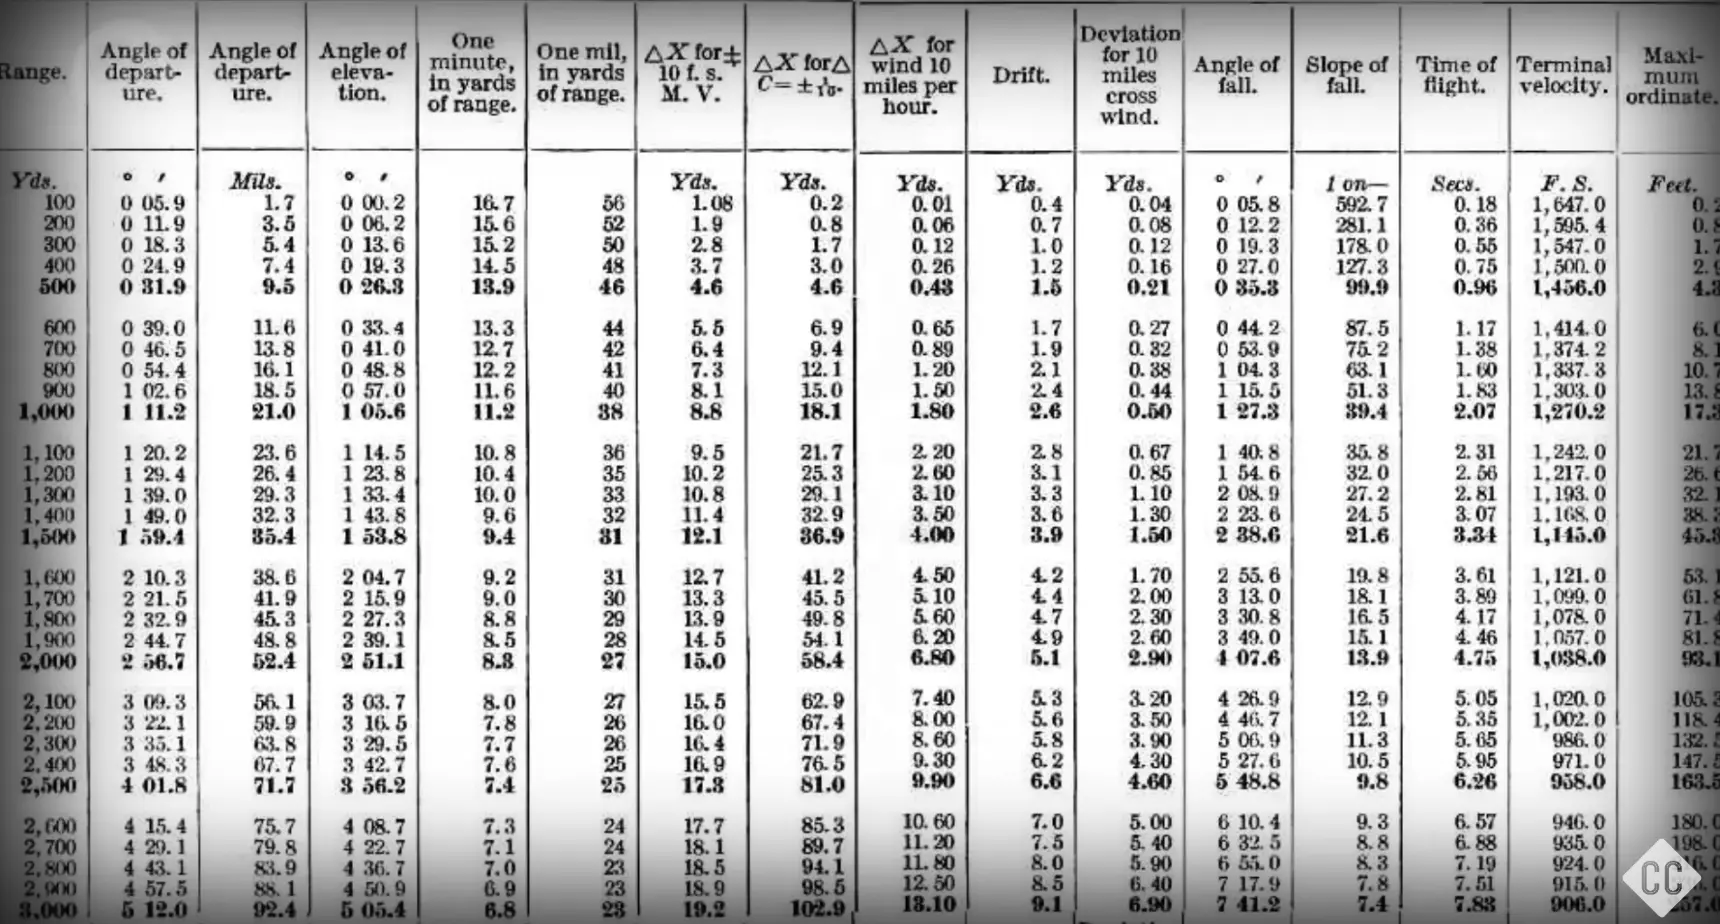 Range. Angle of depart- ure. Angle of depart- ure. Angle of eleva- tion. One minute, in yards of range. One mil, in yards of range. △X for± 10 f. s. M. V. △X for△ C=±1/10. △X for wind 10 miles per hour. Drift. Deviation for 10 miles cross wind. Angle of fall. Slope of fall. Time of flight. Terminal velocity. Maxi- mum ordinate.
Yds. ° ′ Mils. ° ′ Yds. Yds. Yds. Yds. Yds. ° ′ 1 on— Secs. F. S. Feet.
100 0 05.9 1.7 0 00.2 16.7 56 1.08 0.2 0.01 0.4 0.04 0 05.8 592.7 0.18 1,647.0 0.2
200 0 11.9 3.5 0 06.2 15.6 52 1.9 0.8 0.06 0.7 0.08 0 12.2 281.1 0.36 1,595.4 0.8
300 0 18.3 5.4 0 13.6 15.2 50 2.8 1.7 0.12 1.0 0.12 0 19.3 178.0 0.55 1,547.0 1.7
400 0 24.9 7.4 0 19.3 14.5 48 3.7 3.0 0.26 1.2 0.16 0 27.0 127.3 0.75 1,500.0 2.9
500 0 31.9 9.5 0 26.3 13.9 46 4.6 4.6 0.43 1.5 0.21 0 35.3 99.9 0.96 1,456.0 4.3
600 0 39.0 11.6 0 33.4 13.3 44 5.5 6.9 0.65 1.7 0.27 0 44.2 87.5 1.17 1,414.0 6.0
700 0 46.5 13.8 0 41.0 12.7 42 6.4 9.4 0.89 1.9 0.32 0 53.9 75.2 1.38 1,374.2 8.1
800 0 54.4 16.1 0 48.8 12.2 41 7.3 12.1 1.20 2.1 0.38 1 04.3 63.1 1.60 1,337.3 10.7
900 1 02.6 18.5 0 57.0 11.6 40 8.1 15.0 1.50 2.4 0.44 1 15.5 51.3 1.83 1,303.0 13.8
1,000 1 11.2 21.0 1 05.6 11.2 38 8.8 18.1 1.80 2.6 0.50 1 27.3 39.4 2.07 1,270.2 17.3
1,100 1 20.2 23.6 1 14.5 10.8 36 9.5 21.7 2.20 2.8 0.67 1 40.8 35.8 2.31 1,242.0 21.7
1,200 1 29.4 26.4 1 23.8 10.4 35 10.2 25.3 2.60 3.1 0.85 1 54.6 32.0 2.56 1,217.0 26.6
1,300 1 39.0 29.3 1 33.4 10.0 33 10.8 29.1 3.10 3.3 1.10 2 08.9 27.2 2.81 1,193.0 32.1
1,400 1 49.0 32.3 1 43.8 9.6 32 11.4 32.9 3.50 3.6 1.30 2 23.6 24.5 3.07 1,168.0 38.3
1,500 1 59.4 35.4 1 53.8 9.4 31 12.1 36.9 4.00 3.9 1.50 2 38.6 21.6 3.34 1,145.0 45.3
1,600 2 10.3 38.6 2 04.7 9.2 31 12.7 41.2 4.50 4.2 1.70 2 55.6 19.8 3.61 1,121.0 53.1
1,700 2 21.5 41.9 2 15.9 9.0 30 13.3 45.5 5.10 4.4 2.00 3 13.0 18.1 3.89 1,099.0 61.8
1,800 2 32.9 45.3 2 27.3 8.8 29 13.9 49.8 5.60 4.7 2.30 3 30.8 16.5 4.17 1,078.0 71.4
1,900 2 44.7 48.8 2 39.1 8.5 28 14.5 54.1 6.20 4.9 2.60 3 49.0 15.1 4.46 1,057.0 81.8
2,000 2 56.7 52.4 2 51.1 8.3 27 15.0 58.4 6.80 5.1 2.90 4 07.6 13.9 4.75 1,038.0 93.1
2,100 3 09.3 56.1 3 03.7 8.0 27 15.5 62.9 7.40 5.3 3.20 4 26.9 12.9 5.05 1,020.0 105.3
2,200 3 22.1 59.9 3 16.5 7.8 26 16.0 67.4 8.00 5.6 3.50 4 46.7 12.1 5.35 1,002.0 118.4
2,300 3 35.1 63.8 3 29.5 7.7 26 16.4 71.9 8.60 5.8 3.90 5 06.9 11.3 5.65 986.0 132.5
2,400 3 48.3 67.7 3 42.7 7.6 25 16.9 76.5 9.30 6.2 4.30 5 27.6 10.5 5.95 971.0 147.5
2,500 4 01.8 71.7 3 56.2 7.4 25 17.3 81.0 9.90 6.6 4.60 5 48.8 9.8 6.26 958.0 163.5
2,600 4 15.4 75.7 4 08.7 7.3 24 17.7 85.3 10.60 7.0 5.00 6 10.4 9.3 6.57 946.0 180.0
2,700 4 29.1 79.8 4 22.7 7.1 24 18.1 89.7 11.20 7.5 5.40 6 32.5 8.8 6.88 935.0 198.0
2,800 4 43.1 83.9 4 36.7 7.0 23 18.5 94.1 11.80 8.0 5.90 6 55.0 8.3 7.19 924.0
2,900 4 57.5 88.1 4 50.9 6.9 23 18.9 98.5 12.50 8.5 6.40 7 17.9 7.8 7.51 915.0
3,000 5 12.0 92.4 5 05.4 6.8 23 19.2 102.9 13.10 9.1 6.90 7 41.2 7.4 7.83 906.0
CC